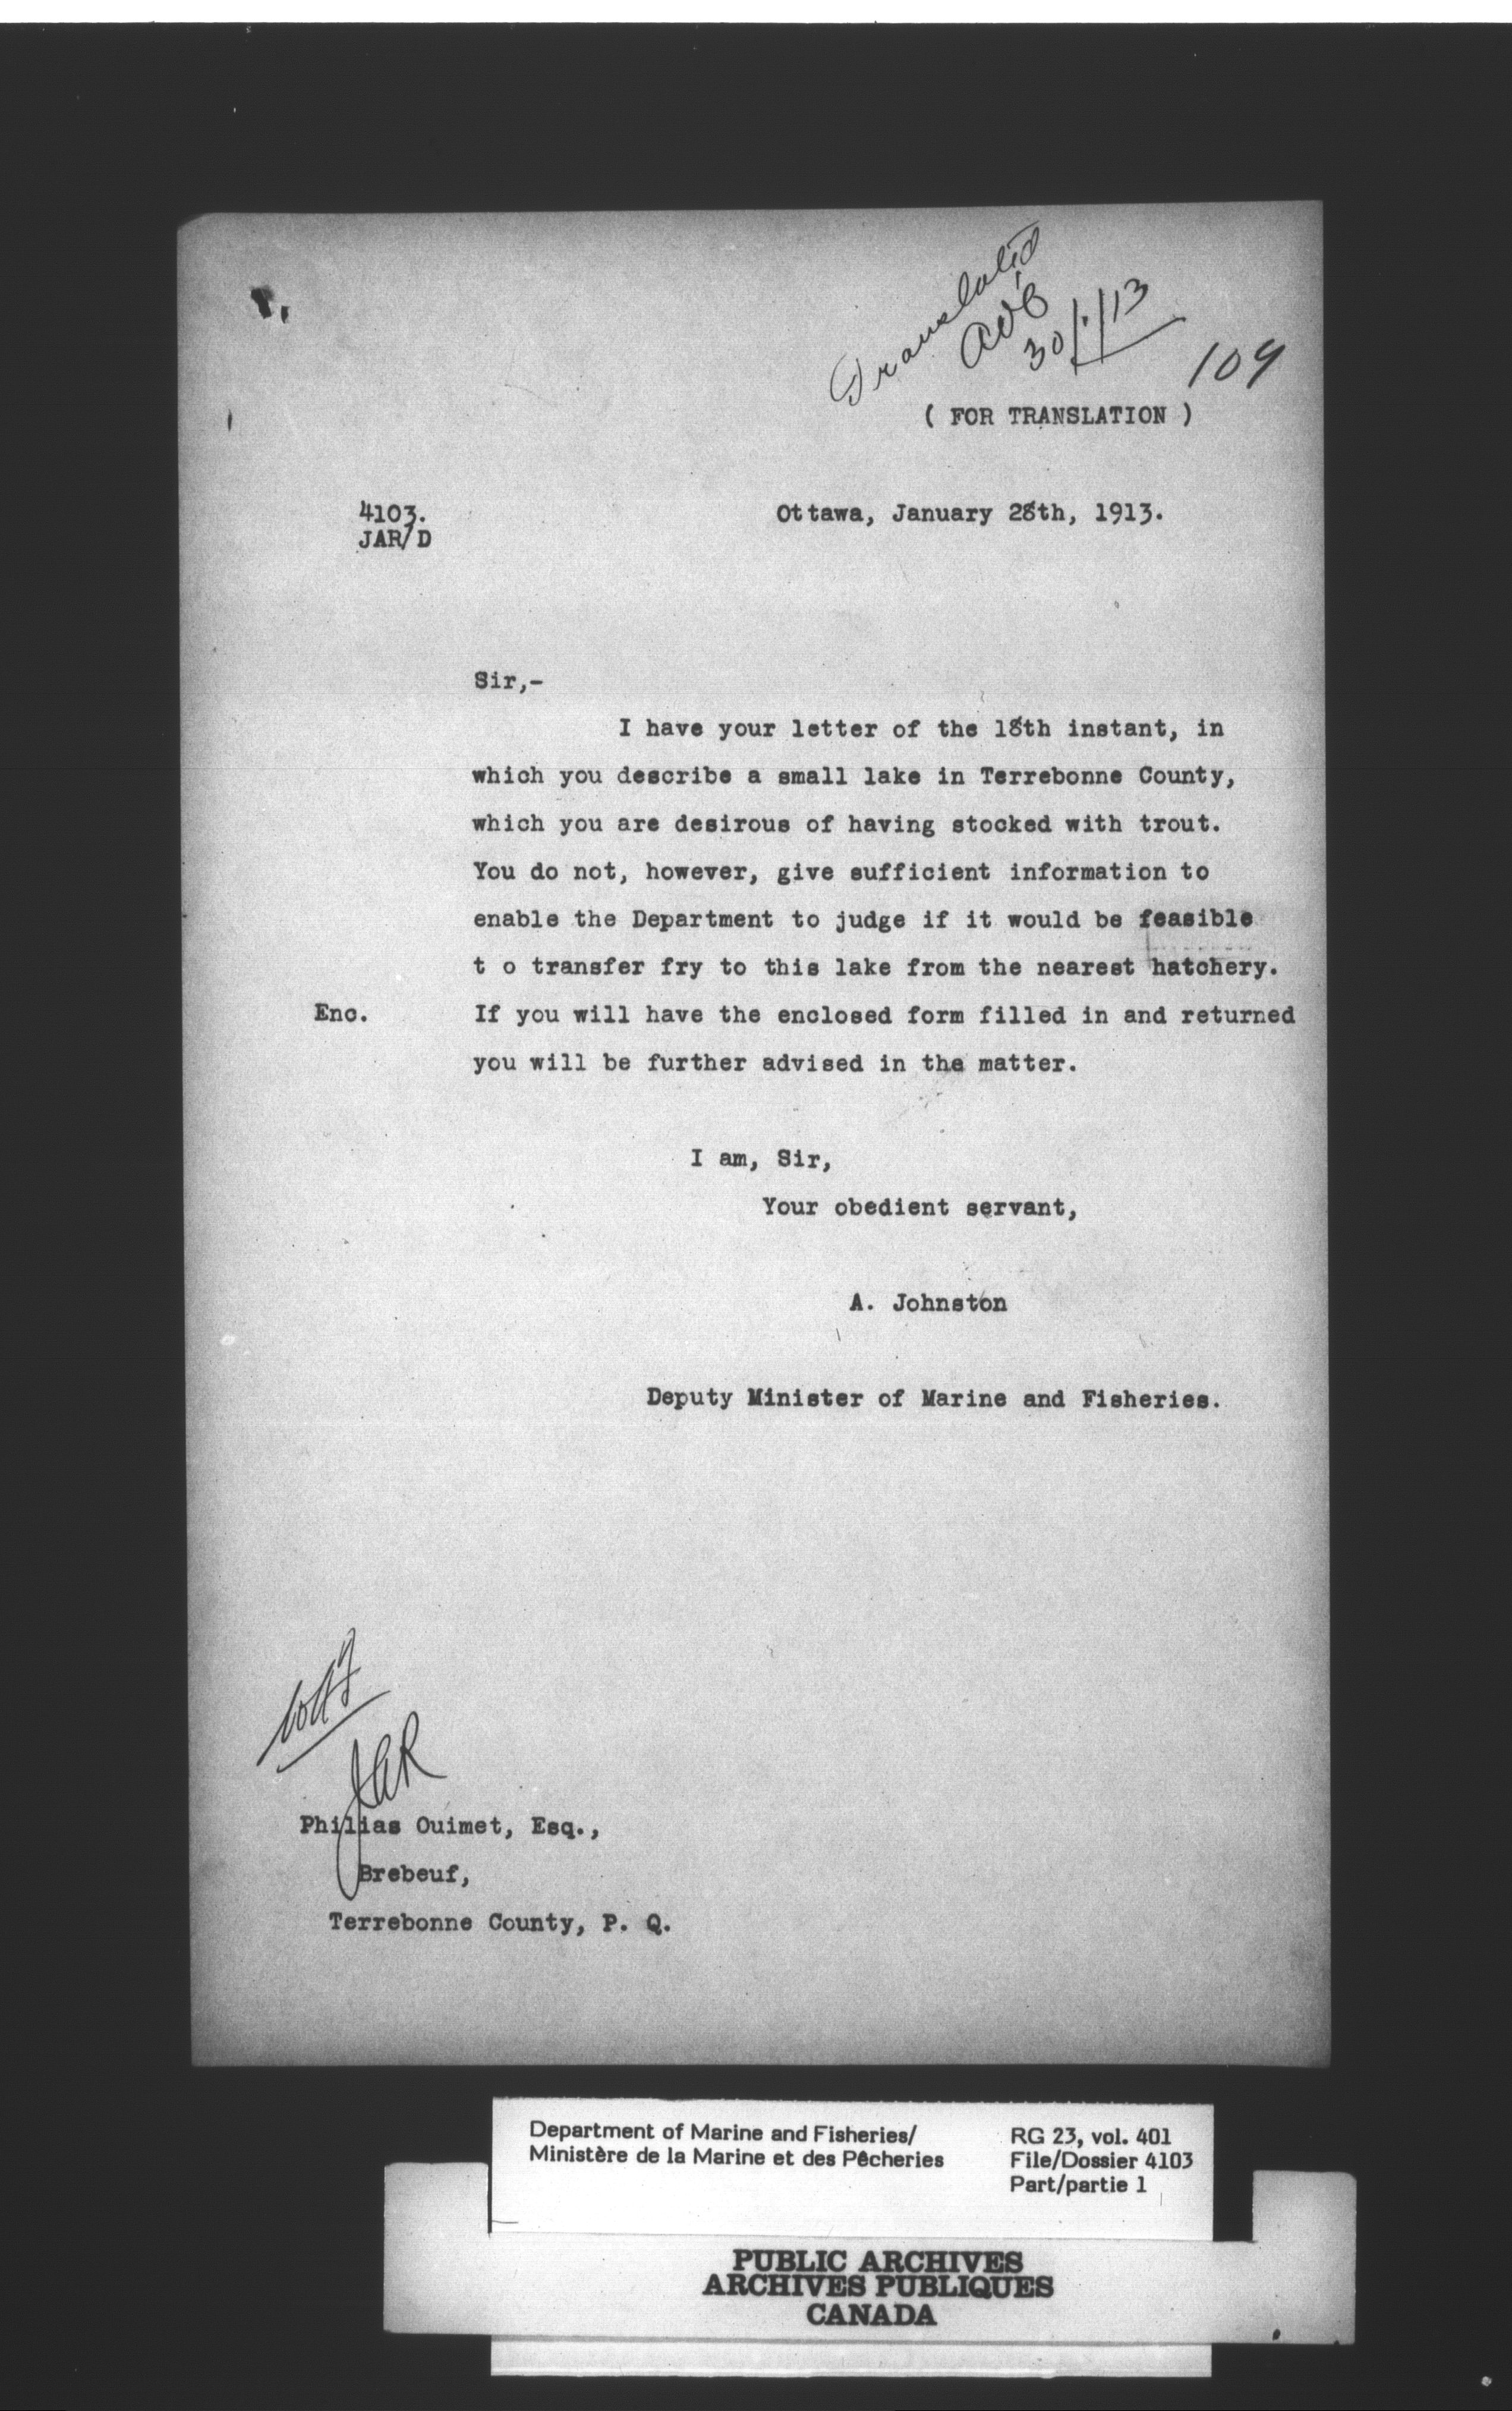 Translated
30/1/13
109
( FOR TRANSLATION )
4103.
JAR/D
Ottawa, January 28th, 1913.
Sir,-
I have your letter of the 18th instant, in
which you describe a small lake in Terrebonne County,
which you are desirous of having stocked with trout.
You do not, however, give sufficient information to
enable the Department to judge if it would be feasible
t o transfer fry to this lake from the nearest hatchery.
Enc. If you will have the enclosed form filled in and returned
you will be further advised in the matter.
I am, Sir,
Your obedient servant,
A. Johnston
Deputy Minister of Marine and Fisheries.
JAR
Philias Ouimet, Esq.,
Brebeuf,
Terrebonne County, P. Q.
Department of Marine and Fisheries/
Ministère de la Marine et des Pêcheries
RG 23, vol. 401
File/Dossier 4103
Part/partie 1
PUBLIC ARCHIVES
ARCHIVES PUBLIQUES
CANADA